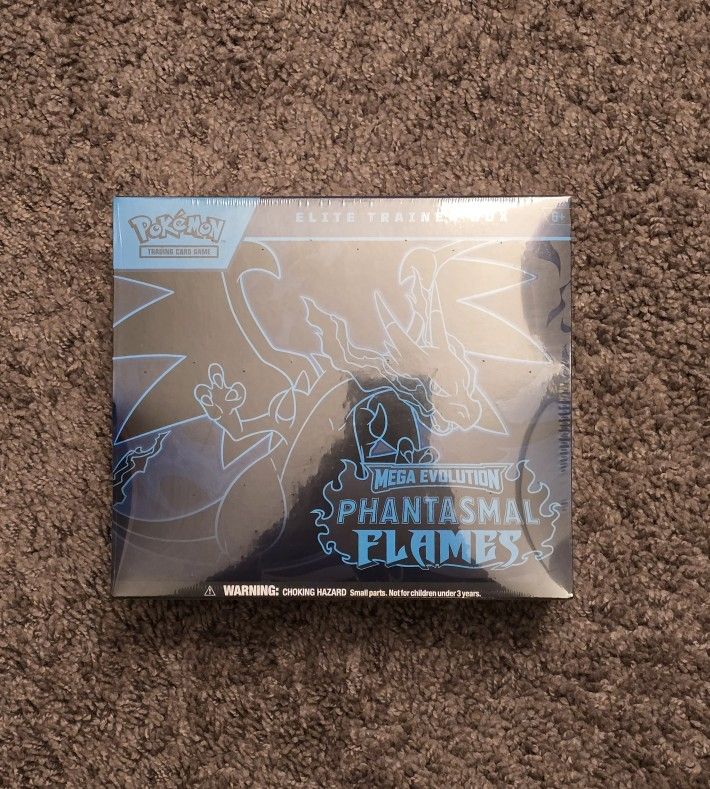 POKéMON
TRADING CARD GAME
ELITE TRAINER BOX
6+
MEGA EVOLUTION
PHANTASMAL
FLAMES
⚠ WARNING: CHOKING HAZARD Small parts. Not for children under 3 years.